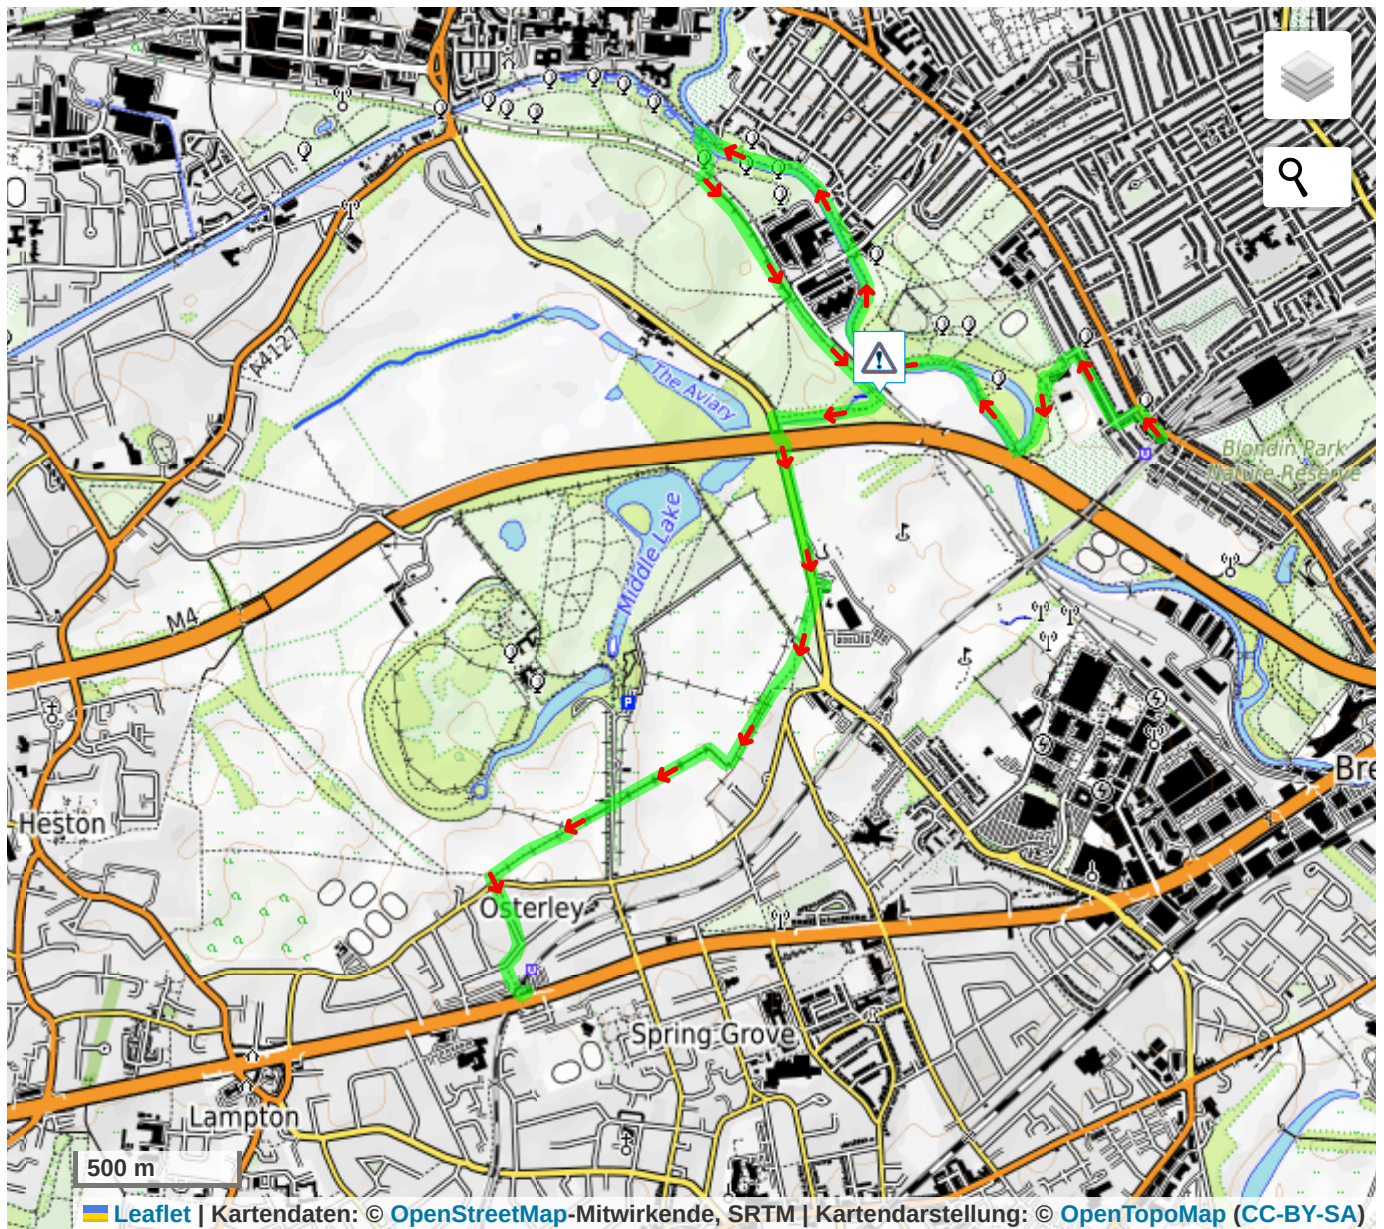 The Aviary
A4127
Blondin Park
Nature Reserve
Middle Lake
M4
P
Bre
Heston
Osterley
Spring Grove
Lampton
500 m
Leaflet | Kartendaten: © OpenStreetMap-Mitwirkende, SRTM | Kartendarstellung: © OpenTopoMap (CC-BY-SA)